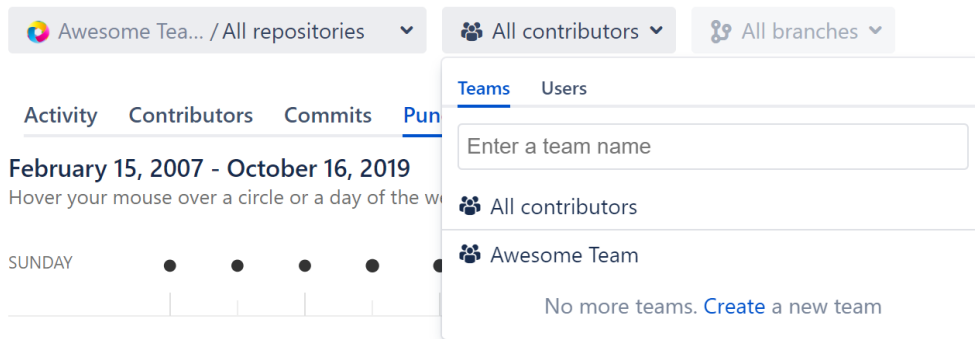 Awesome Tea... / All repositories
All contributors
All branches
Teams Users
Activity Contributors Commits Pun
Enter a team name
February 15, 2007 - October 16, 2019
Hover your mouse over a circle or a day of the w
All contributors
SUNDAY
Awesome Team
No more teams. Create a new team